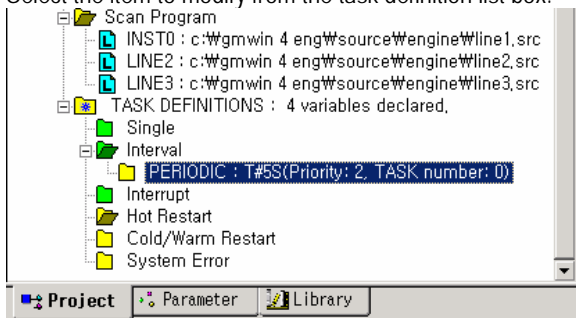 Select the item to modify from the task definition list box.
Scan Program
INST0 : c:₩gmwin 4 eng₩source₩engine₩line1.src
LINE2 : c:₩gmwin 4 eng₩source₩engine₩line2.src
LINE3 : c:₩gmwin 4 eng₩source₩engine₩line3.src
TASK DEFINITIONS : 4 variables declared.
Single
Interval
PERIODIC : T#5S(Priority: 2, TASK number: 0)
Interrupt
Hot Restart
Cold/Warm Restart
System Error
Project Parameter Library